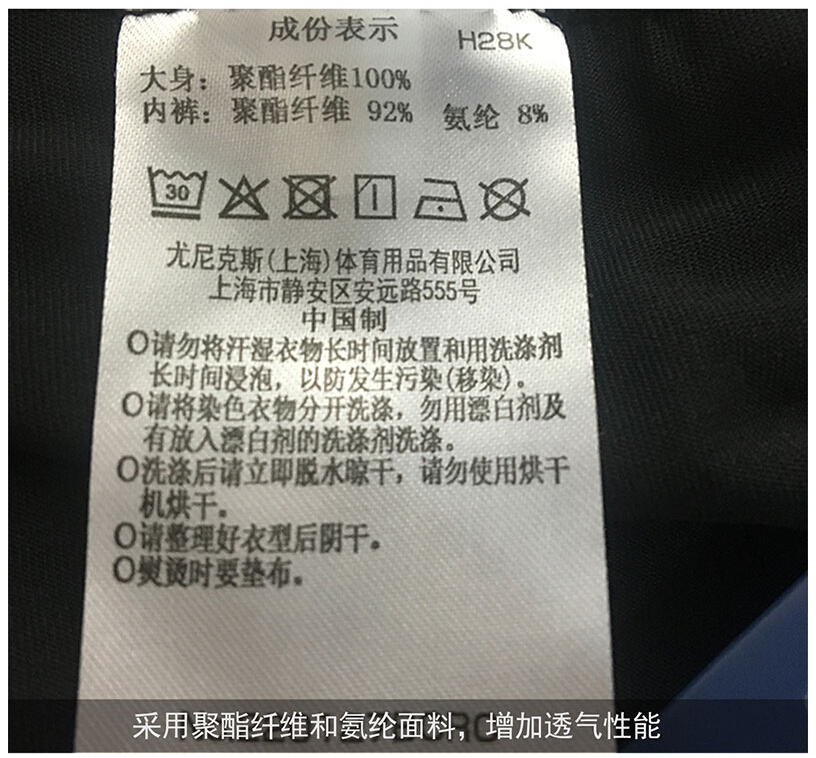 成份表示 H28K
大身：聚酯纤维100%
内裤：聚酯纤维 92% 氨纶 8%
30
尤尼克斯(上海)体育用品有限公司
上海市静安区安远路555号
中国制
O请勿将汗湿衣物长时间放置和用洗涤剂
长时间浸泡，以防发生污染(移染)。
O请将染色衣物分开洗涤，勿用漂白剂及
有放入漂白剂的洗涤剂洗涤。
O洗涤后请立即脱水晾干，请勿使用烘干
机烘干。
O请整理好衣型后阴干。
O熨烫时要垫布。
采用聚酯纤维和氨纶面料，增加透气性能